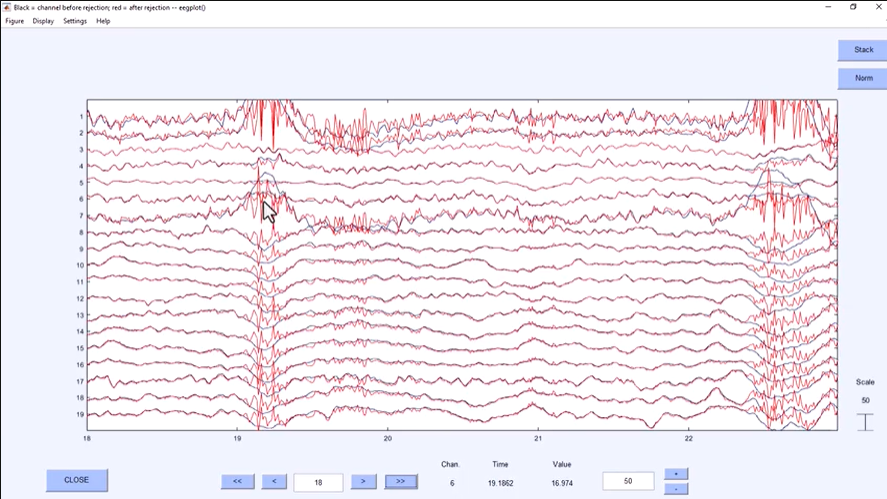 Black = channel before rejection; red = after rejection -- eegplot()
Figure Display Settings Help
Stack
Norm
1
2
3
4
5
6
7
8
9
10
11
12
13
14
15
16
17
18
19
18 19 20 21 22
Scale
50
Chan. Time Value
CLOSE << < 18 > >> 6 19.1862 16.974 50 + -